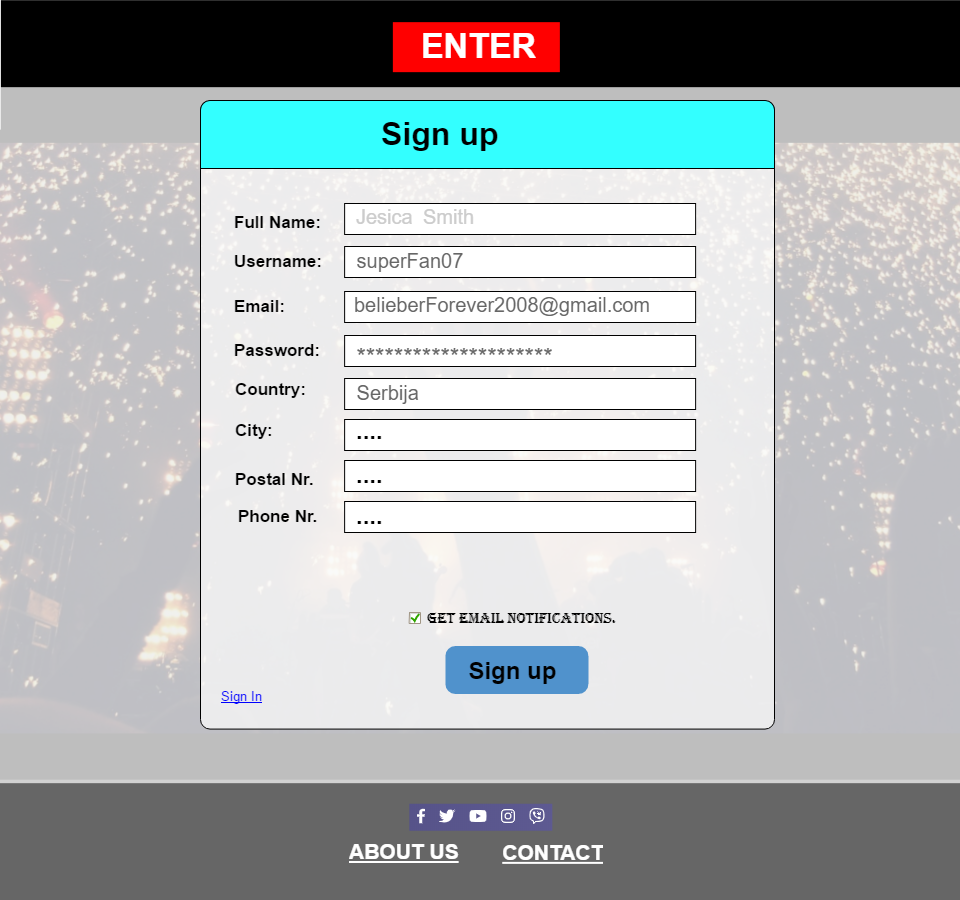 ENTER
Sign up
Full Name: Jesica Smith
Username: superFan07
Email: belieberForever2008@gmail.com
Password: *********************
Country: Serbija
City: ....
Postal Nr. ....
Phone Nr. ....
GET EMAIL NOTIFICATIONS.
Sign up
Sign In
ABOUT US CONTACT